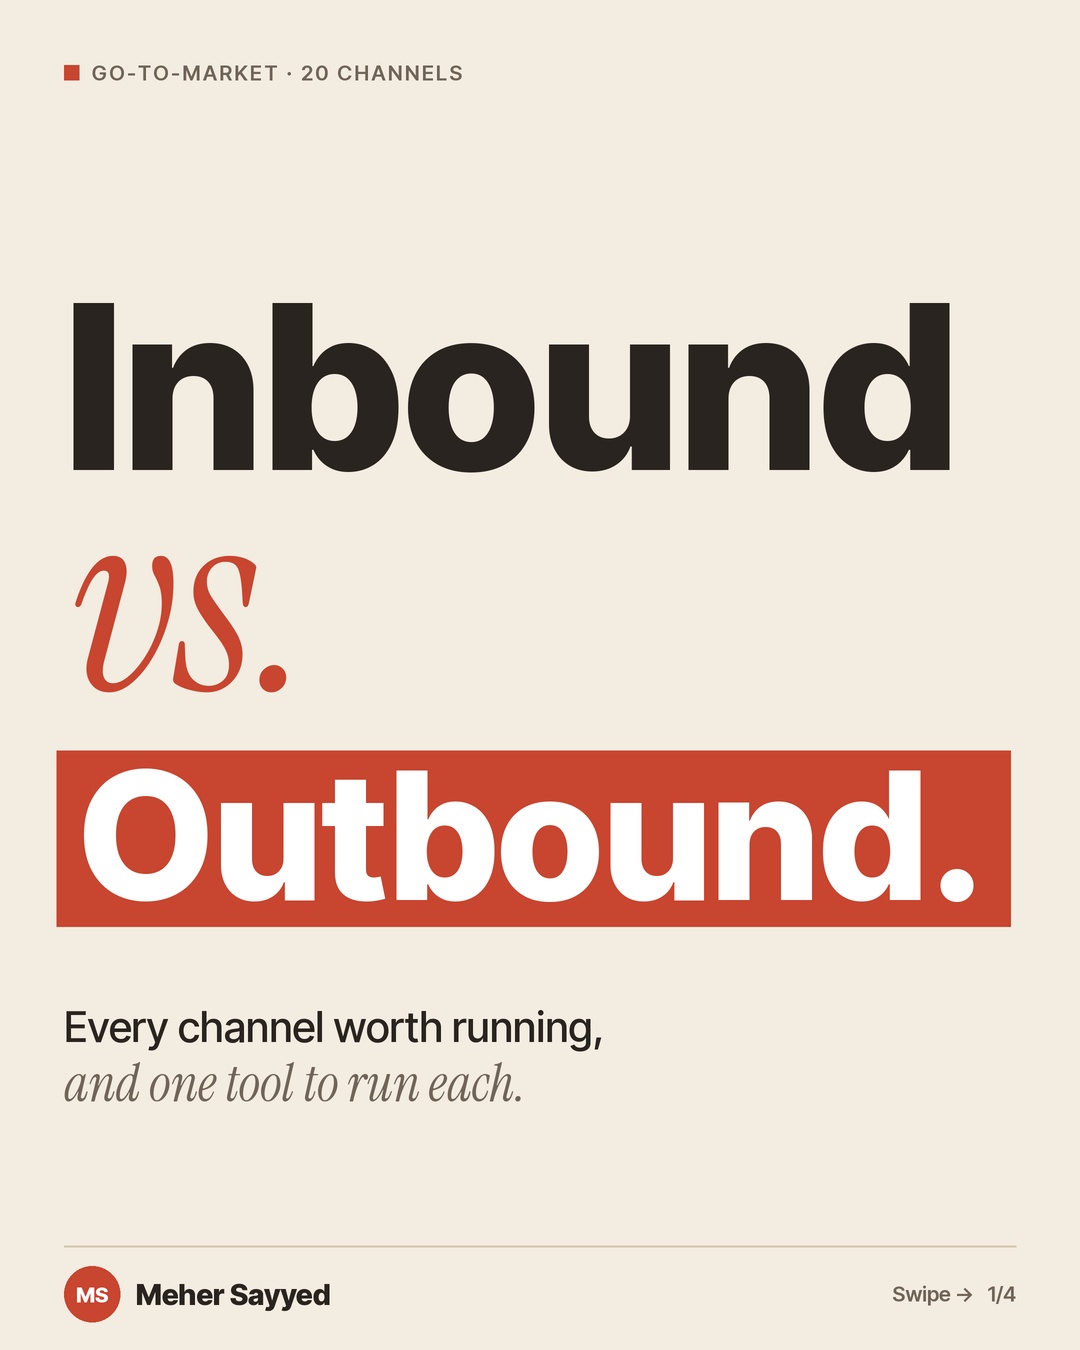 GO-TO-MARKET · 20 CHANNELS
Inbound
vs.
Outbound.
Every channel worth running,
and one tool to run each.
MS Meher Sayyed
Swipe → 1/4